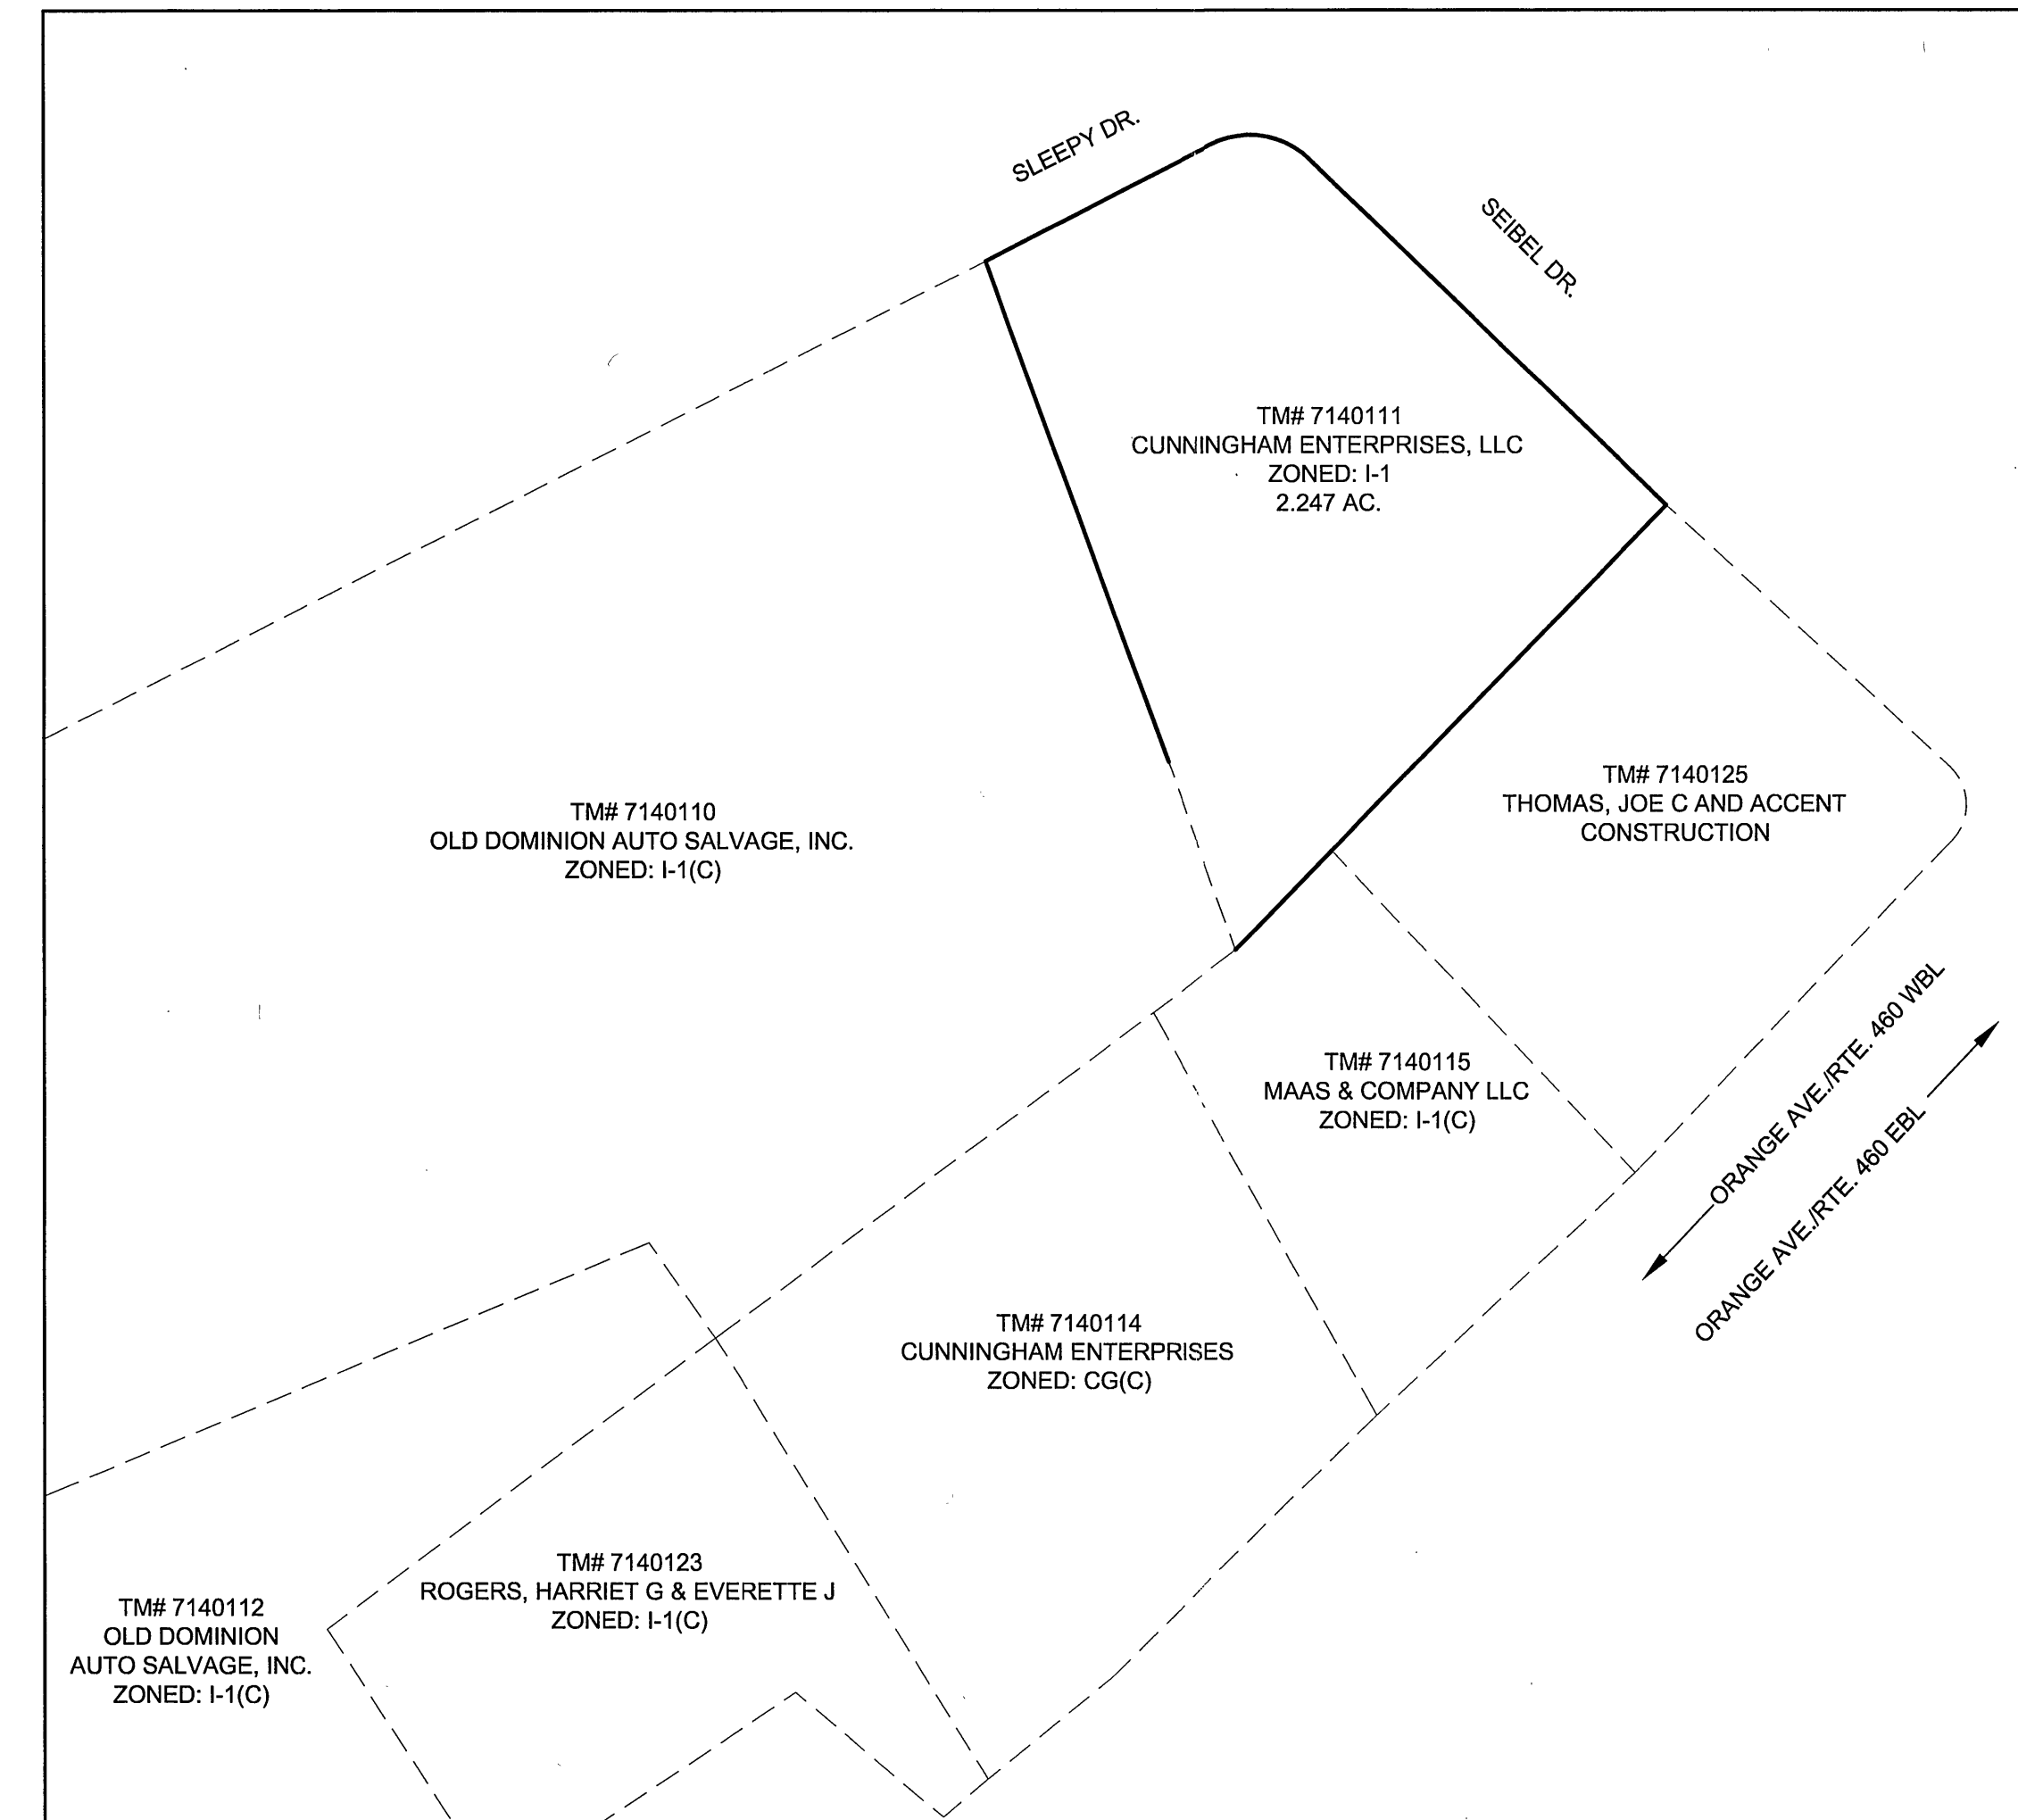 SLEEPY DR.
SEIBEL DR.
TM# 7140111
CUNNINGHAM ENTERPRISES, LLC
ZONED: I-1
2.247 AC.
TM# 7140125
THOMAS, JOE C AND ACCENT
CONSTRUCTION
TM# 7140110
OLD DOMINION AUTO SALVAGE, INC.
ZONED: I-1(C)
TM# 7140115
MAAS & COMPANY LLC
ZONED: I-1(C)
ORANGE AVE./RTE. 460 WBL
ORANGE AVE./RTE. 460 EBL
TM# 7140114
CUNNINGHAM ENTERPRISES
ZONED: CG(C)
TM# 7140123
ROGERS, HARRIET G & EVERETTE J
ZONED: I-1(C)
TM# 7140112
OLD DOMINION
AUTO SALVAGE, INC.
ZONED: I-1(C)